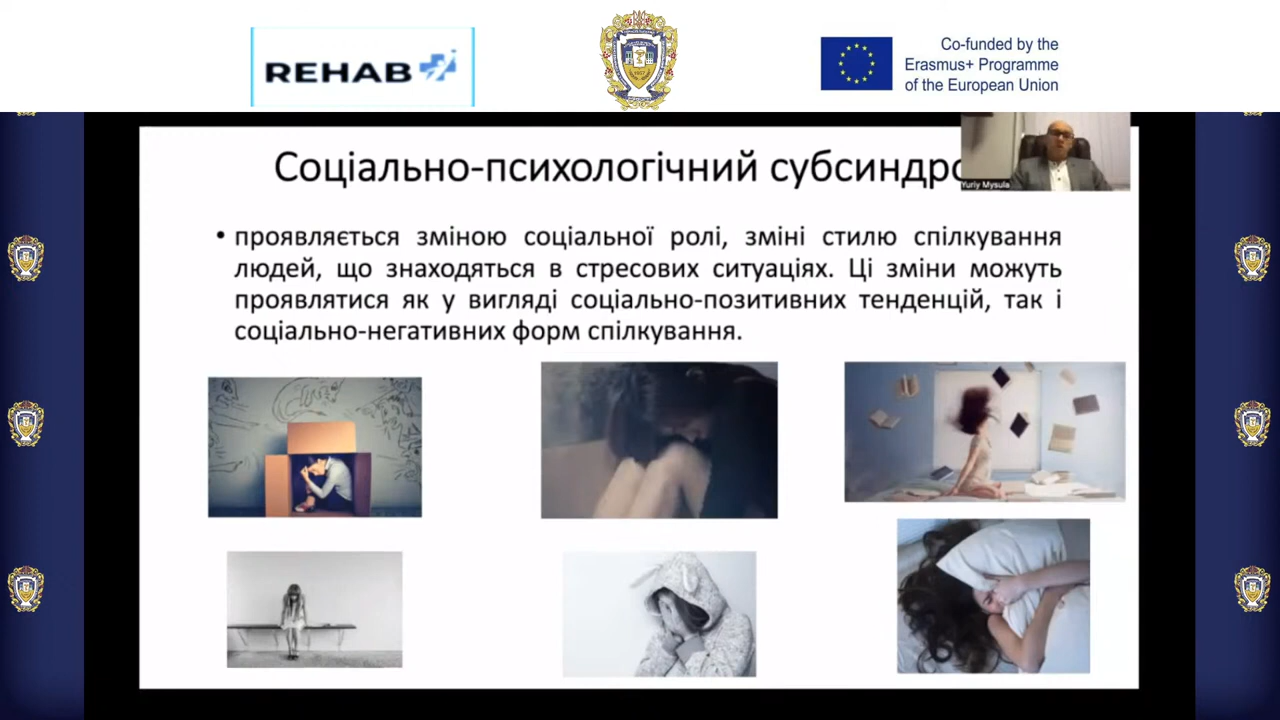 REHAB
1957
Co-funded by the
Erasmus+ Programme
of the European Union
Yuriy Mysula
Соціально-психологічний субсиндро
• проявляється зміною соціальної ролі, зміні стилю спілкування
людей, що знаходяться в стресових ситуаціях. Ці зміни можуть
проявлятися як у вигляді соціально-позитивних тенденцій, так і
соціально-негативних форм спілкування.